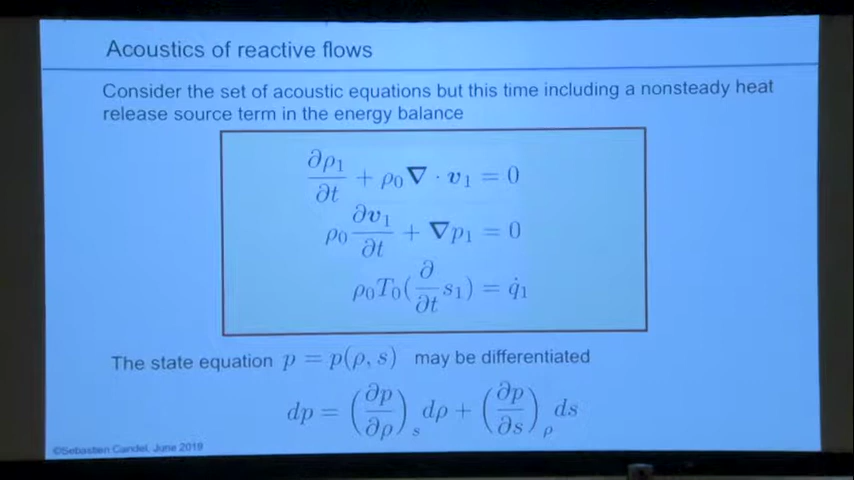 Acoustics of reactive flows
Consider the set of acoustic equations but this time including a nonsteady heat
release source term in the energy balance
∂ρ₁/∂t + ρ₀∇ · v₁ = 0
ρ₀ ∂v₁/∂t + ∇p₁ = 0
ρ₀T₀(∂/∂t s₁) = q̇₁
The state equation p = p(ρ, s) may be differentiated
dp = (∂p/∂ρ)ₛ dρ + (∂p/∂s)ᵨ ds
©Sebastien Candel, June 2019